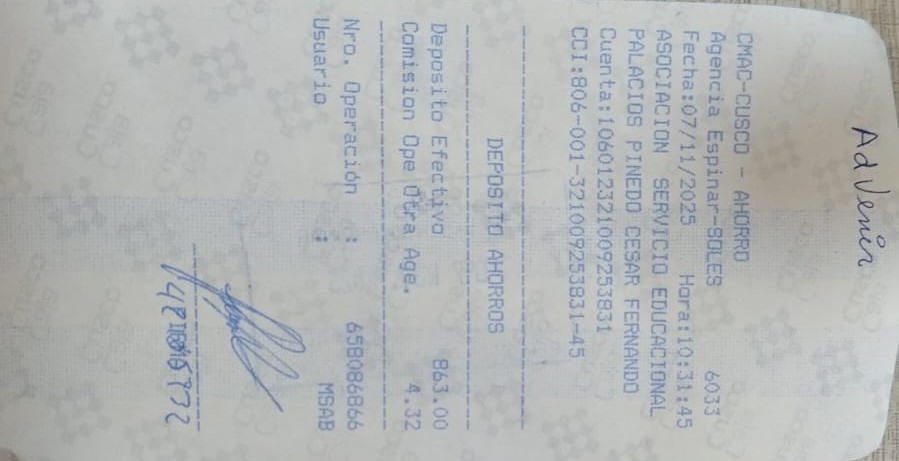 Ad Venir
CMAC-CUSCO - AHORRO
Agencia Espinar-SOLES 6033
Fecha:07/11/2025 Hora:10:31:45
ASOCIACION SERVICIO EDUCACIONAL
PALACIOS PINEDO CESAR FERNANDO
Cuenta:106012321009253831
CCI:806-001-321009253831-45
DEPOSITO AHORROS
Deposito Efectivo 863.00
Comision Ope Otra Age. 4.32
Nro. Operación : 658086866
Usuario : MSAB